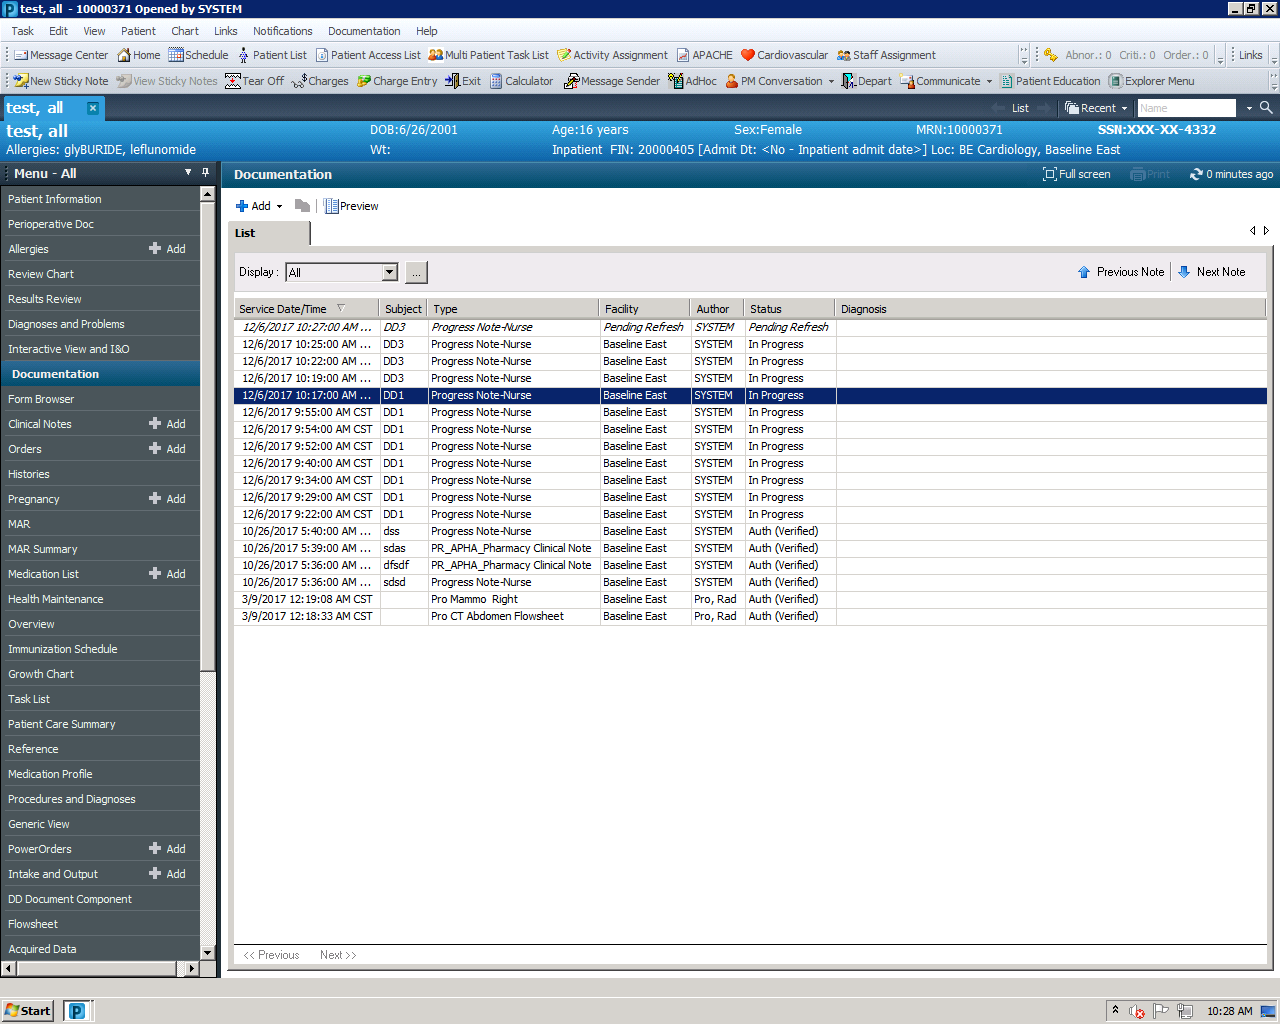 test, all - 10000371 Opened by SYSTEM
Task Edit View Patient Chart Links Notifications Documentation Help
Message Center Home Schedule Patient List Patient Access List Multi Patient Task List Activity Assignment APACHE Cardiovascular Staff Assignment Abnor.: 0 Criti.: 0 Order.: 0 Links
New Sticky Note View Sticky Notes Tear Off Charges Charge Entry Exit Calculator Message Sender AdHoc PM Conversation Depart Communicate Patient Education Explorer Menu
test, all List Recent Name
test, all DOB:6/26/2001 Age:16 years Sex:Female MRN:10000371 SSN:XXX-XX-4332
Allergies: glyBURIDE, leflunomide Wt: Inpatient FIN: 20000405 [Admit Dt: <No - Inpatient admit date>] Loc: BE Cardiology, Baseline East
Menu - All
Patient Information
Perioperative Doc
Allergies Add
Review Chart
Results Review
Diagnoses and Problems
Interactive View and I&O
Documentation
Form Browser
Clinical Notes Add
Orders Add
Histories
Pregnancy Add
MAR
MAR Summary
Medication List Add
Health Maintenance
Overview
Immunization Schedule
Growth Chart
Task List
Patient Care Summary
Reference
Medication Profile
Procedures and Diagnoses
Generic View
PowerOrders Add
Intake and Output Add
DD Document Component
Flowsheet
Acquired Data
Documentation Full screen Print 0 minutes ago
Add Preview
List
Display : All ... Previous Note Next Note
Service Date/Time Subject Type Facility Author Status Diagnosis
12/6/2017 10:27:00 AM ... DD3 Progress Note-Nurse Pending Refresh SYSTEM Pending Refresh
12/6/2017 10:25:00 AM ... DD3 Progress Note-Nurse Baseline East SYSTEM In Progress
12/6/2017 10:22:00 AM ... DD3 Progress Note-Nurse Baseline East SYSTEM In Progress
12/6/2017 10:19:00 AM ... DD3 Progress Note-Nurse Baseline East SYSTEM In Progress
12/6/2017 10:17:00 AM ... DD1 Progress Note-Nurse Baseline East SYSTEM In Progress
12/6/2017 9:55:00 AM CST DD1 Progress Note-Nurse Baseline East SYSTEM In Progress
12/6/2017 9:54:00 AM CST DD1 Progress Note-Nurse Baseline East SYSTEM In Progress
12/6/2017 9:52:00 AM CST DD1 Progress Note-Nurse Baseline East SYSTEM In Progress
12/6/2017 9:40:00 AM CST DD1 Progress Note-Nurse Baseline East SYSTEM In Progress
12/6/2017 9:34:00 AM CST DD1 Progress Note-Nurse Baseline East SYSTEM In Progress
12/6/2017 9:29:00 AM CST DD1 Progress Note-Nurse Baseline East SYSTEM In Progress
12/6/2017 9:22:00 AM CST DD1 Progress Note-Nurse Baseline East SYSTEM In Progress
10/26/2017 5:40:00 AM ... dss Progress Note-Nurse Baseline East SYSTEM Auth (Verified)
10/26/2017 5:39:00 AM ... sdas PR_APHA_Pharmacy Clinical Note Baseline East SYSTEM Auth (Verified)
10/26/2017 5:36:00 AM ... dfsdf PR_APHA_Pharmacy Clinical Note Baseline East SYSTEM Auth (Verified)
10/26/2017 5:36:00 AM ... sdsd Progress Note-Nurse Baseline East SYSTEM Auth (Verified)
3/9/2017 12:19:08 AM CST Pro Mammo Right Baseline East Pro, Rad Auth (Verified)
3/9/2017 12:18:33 AM CST Pro CT Abdomen Flowsheet Baseline East Pro, Rad Auth (Verified)
<< Previous Next >>
Start 10:28 AM